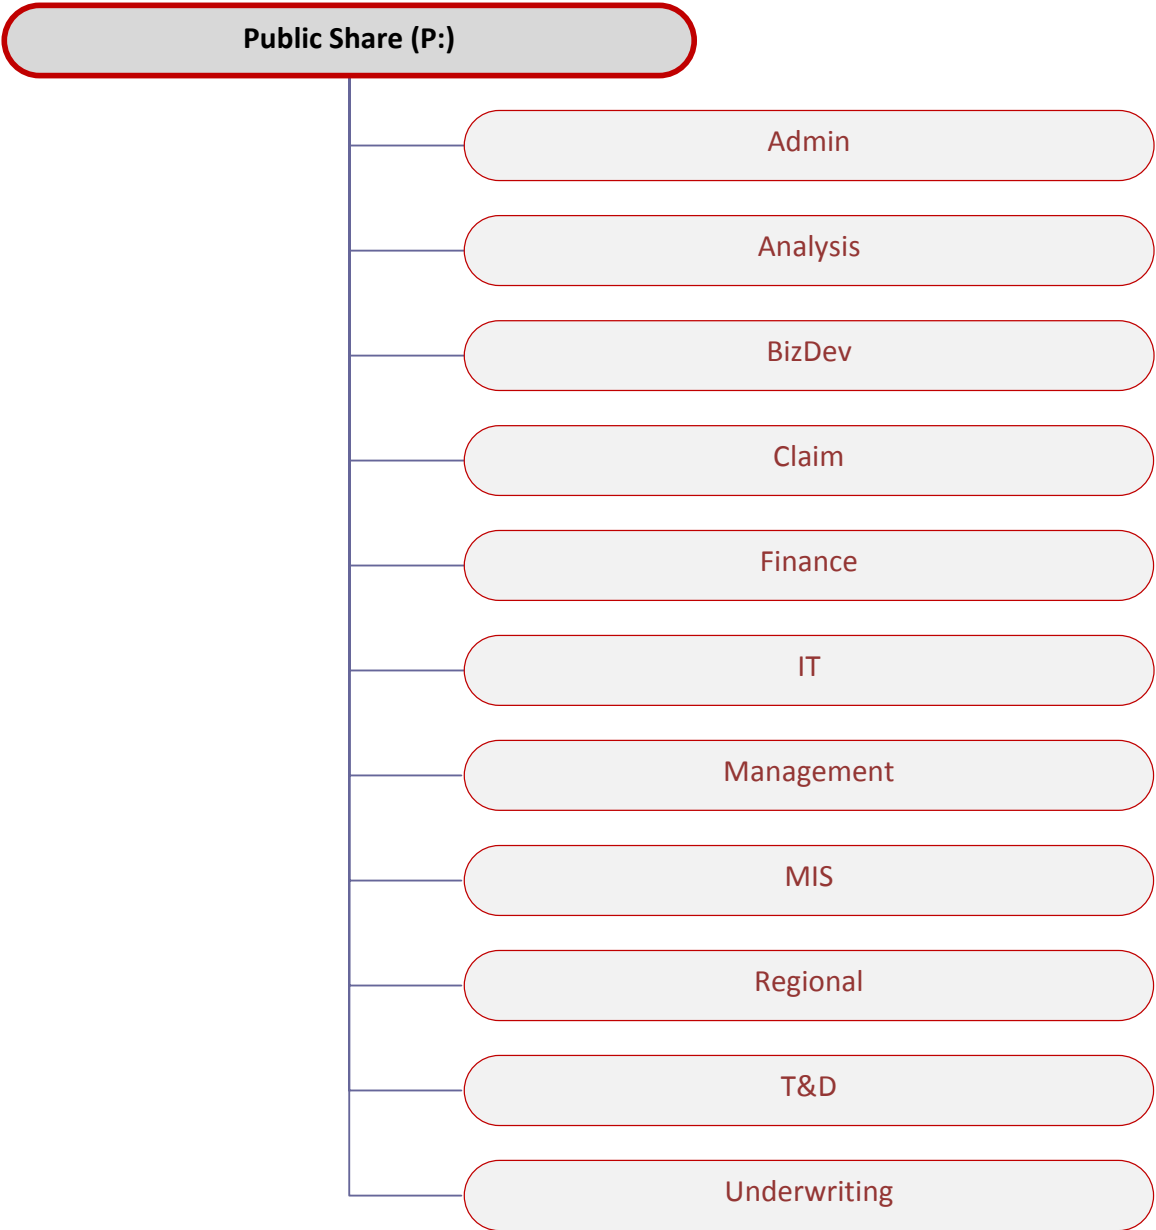 Public Share (P:)
Admin
Analysis
BizDev
Claim
Finance
IT
Management
MIS
Regional
T&D
Underwriting